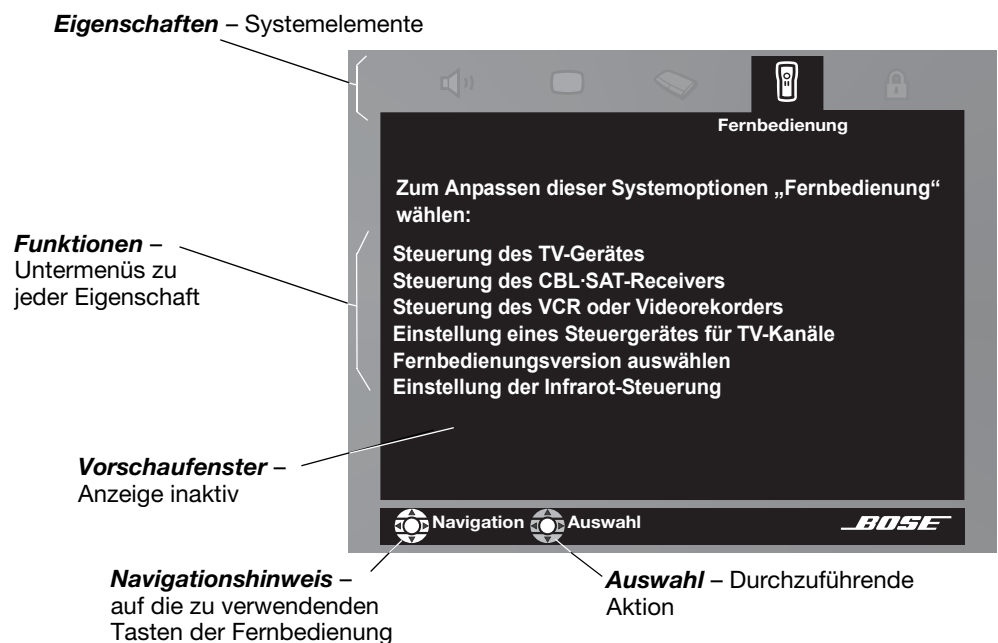 Eigenschaften – Systemelemente
Fernbedienung
Zum Anpassen dieser Systemoptionen „Fernbedienung“
wählen:
Funktionen –
Untermenüs zu
jeder Eigenschaft
Steuerung des TV-Gerätes
Steuerung des CBL·SAT-Receivers
Steuerung des VCR oder Videorekorders
Einstellung eines Steuergerätes für TV-Kanäle
Fernbedienungsversion auswählen
Einstellung der Infrarot-Steuerung
Vorschaufenster –
Anzeige inaktiv
Navigation Auswahl BOSE
Navigationshinweis –
auf die zu verwendenden
Tasten der Fernbedienung
Auswahl – Durchzuführende
Aktion